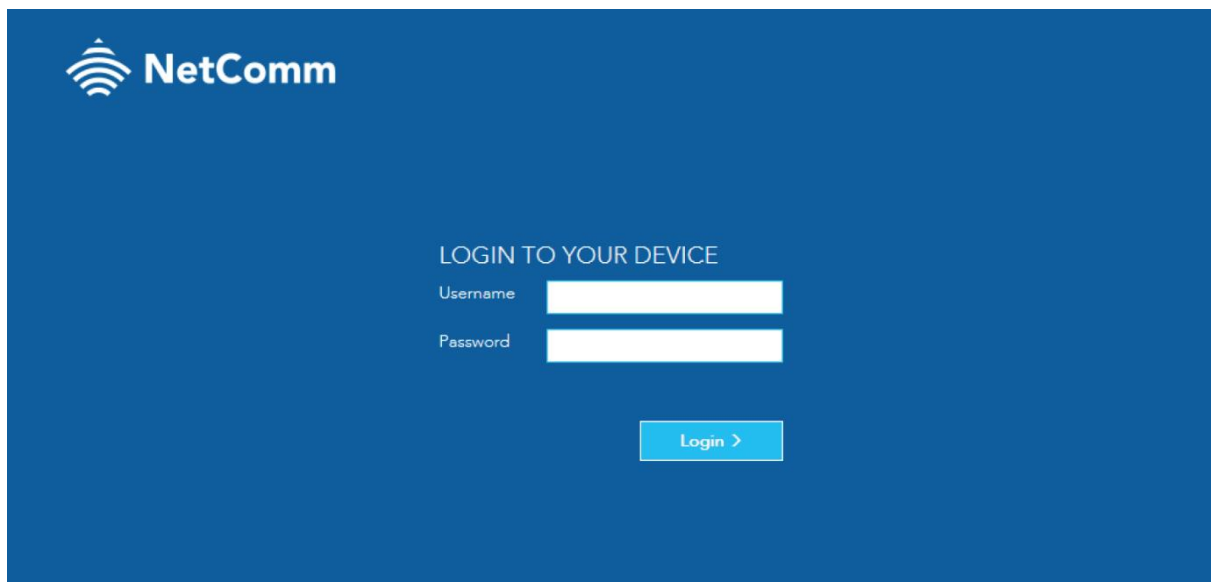 NetComm
LOGIN TO YOUR DEVICE
Username
Password
Login >